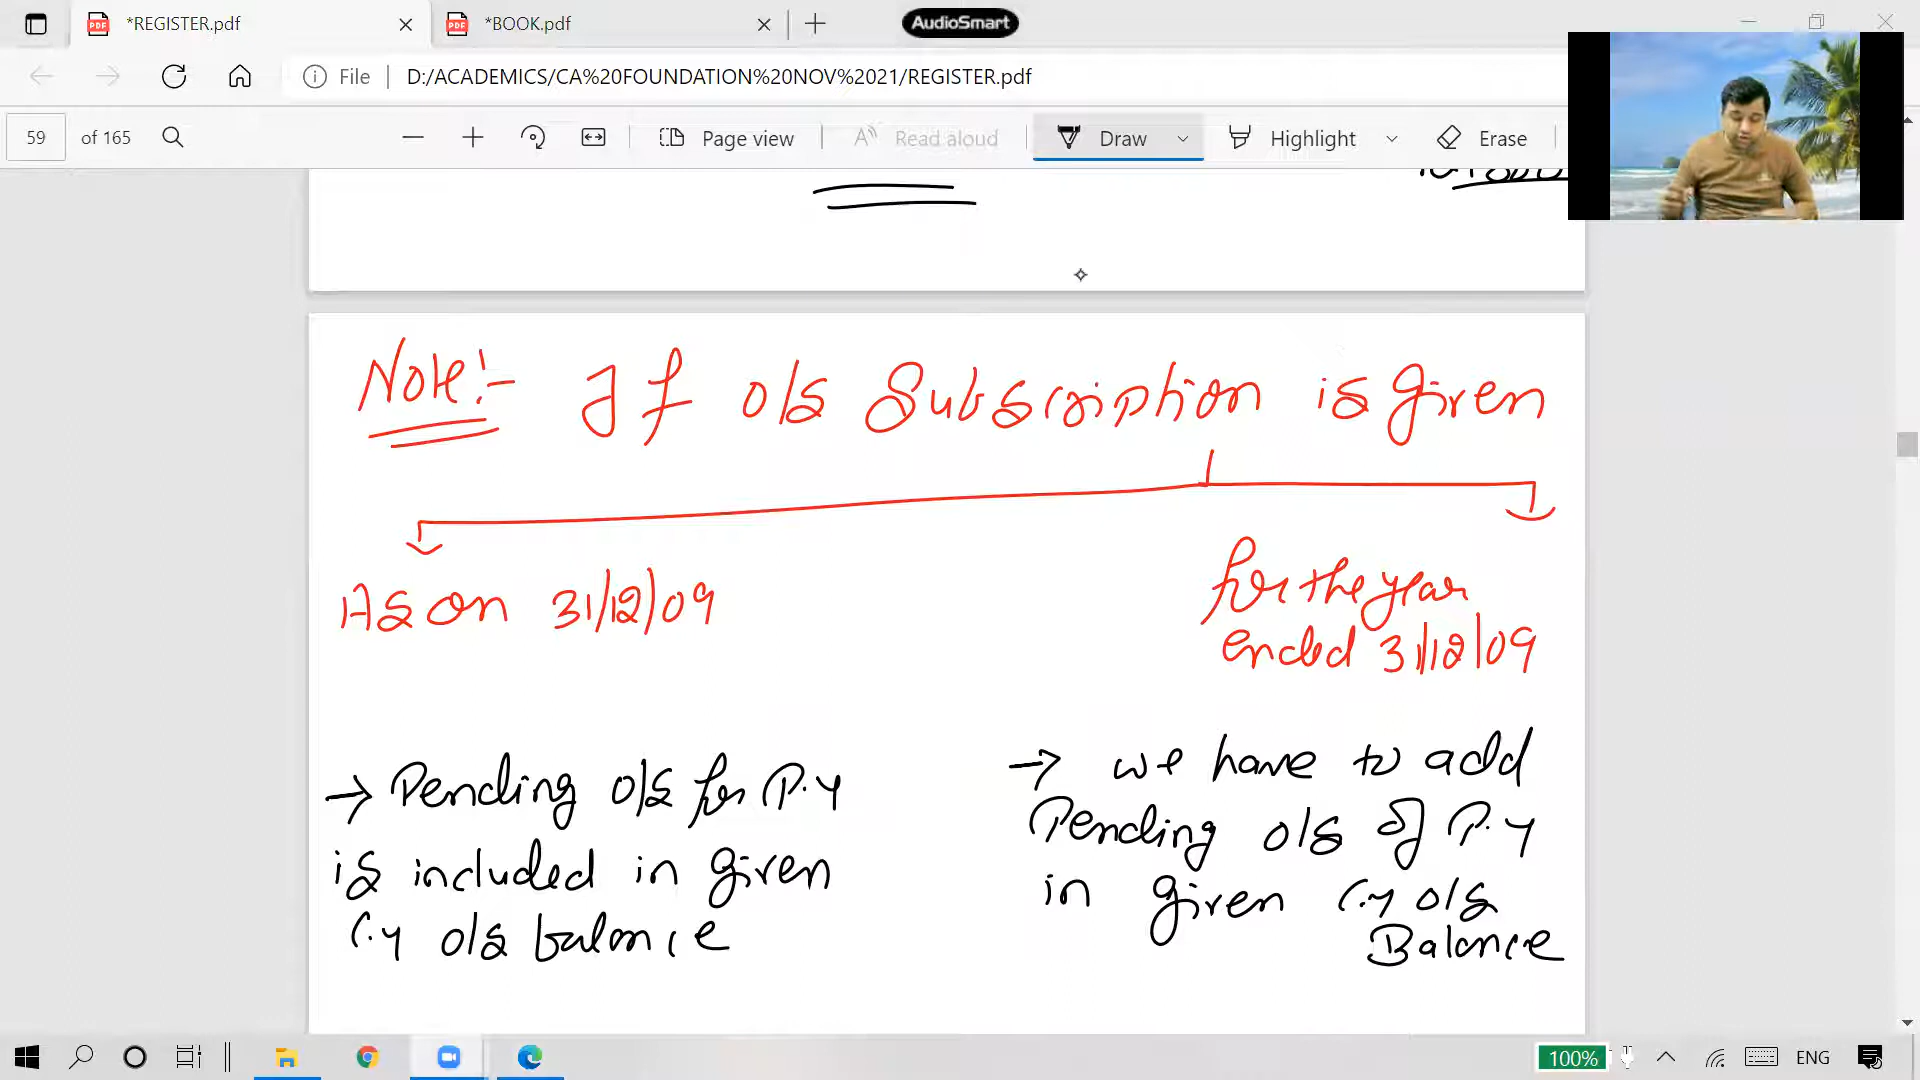 *REGISTER.pdf
*BOOK.pdf
AudioSmart
File D:/ACADEMICS/CA%20FOUNDATION%20NOV%2021/REGISTER.pdf
59 of 165
Page view
Read aloud
Draw
Highlight
Erase
Note:- If o/s Subscription is given
As on 31/12/09
for the year
ended 31/12/09
→ Pending o/s for P.Y
is included in given
C.Y o/s balance
→ we have to add
Pending o/s of P.Y
in given C.Y o/s
Balance
100%
ENG